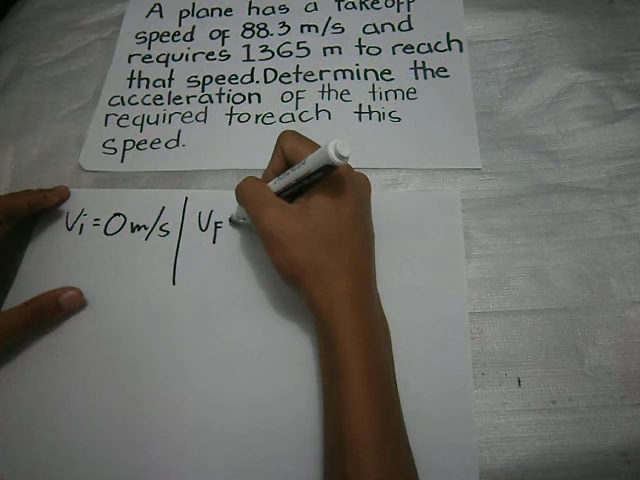 A plane has a takeoff
speed of 88.3 m/s and
requires 1365 m to reach
that speed.Determine the
acceleration of the time
required toreach this
speed.
Vi=0m/s | VF